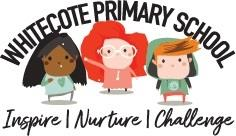 WHITECOTE PRIMARY SCHOOL
Inspire | Nurture | Challenge